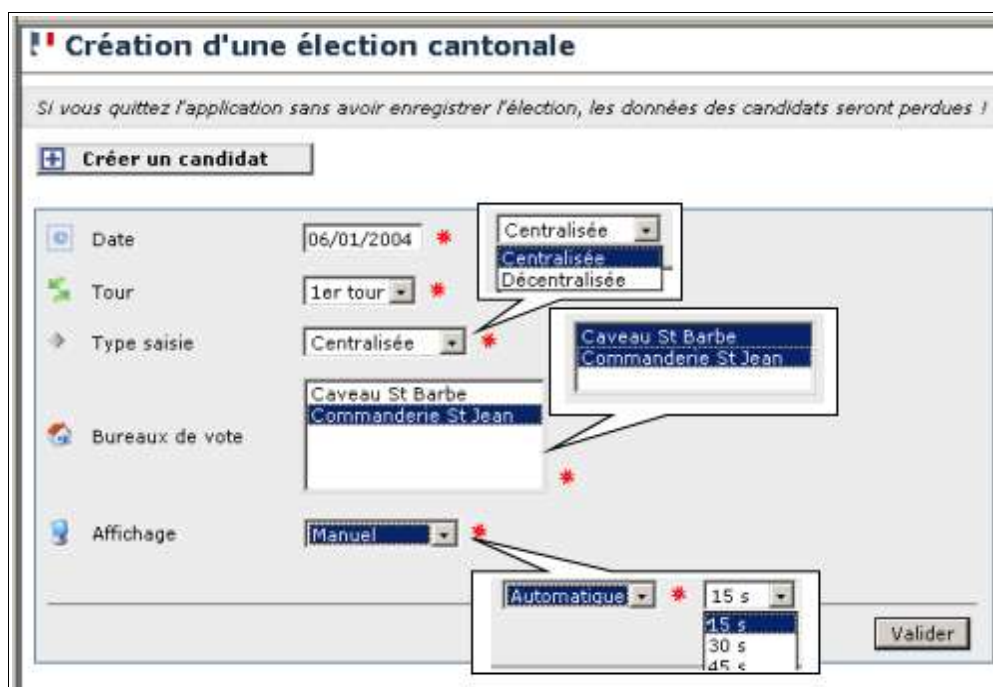 Création d'une élection cantonale
Si vous quittez l'application sans avoir enregistrer l'élection, les données des candidats seront perdues !
Créer un candidat
Date 06/01/2004 *
Centralisée
Centralisée
Décentralisée
Tour 1er tour *
Type saisie Centralisée *
Caveau St Barbe
Commanderie St Jean
Bureaux de vote
Caveau St Barbe
Commanderie St Jean
*
Affichage Manuel *
Automatique * 15 s
15 s
30 s
45 s
Valider